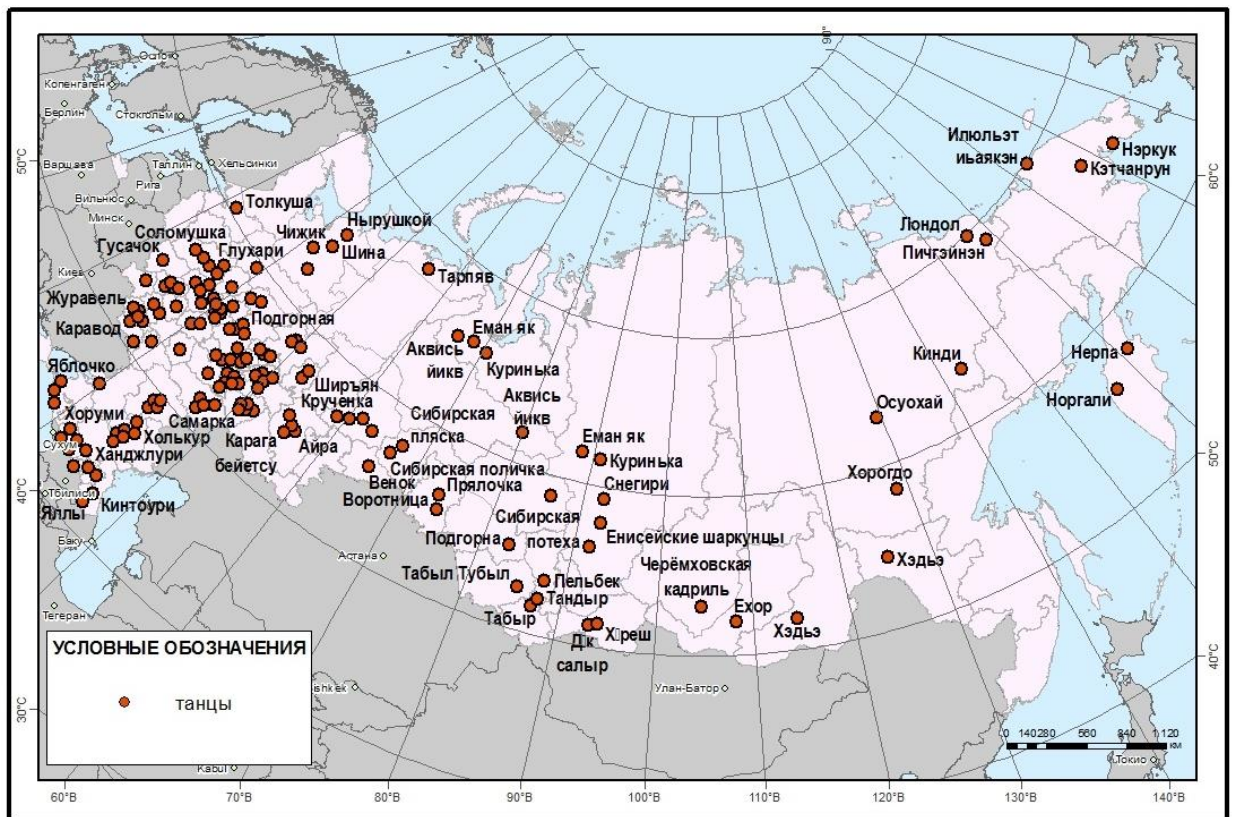 90°
Осло
Копенгаген
Берлин
Стокгольм
Варшава
Таллин
Хельсинки
Рига
Вильнюс
Минск
50°С
60°С
Илюльэт
иьаякэн
Нэркук
Кэтчанрун
Толкуша
Нырушкой
Чижик
Шина
Соломушка
Гусачок
Глухари
Лондол
Пичгэйнэн
Киев
Тарпяв
Журавель
Каравод
Подгорная
Еман як
Аквись
йикв
Куринька
Кинди
Нерпа
Норгали
Яблочко
Ширъян
Крученка
Аквись
йикв
Сибирская
пляска
Осуохай
Хоруми
Самарка
Сухум
Холькур
Карага
бейетсу
Айра
Еман як
Куринька
50°С
Ханджлури
Сибирская поличка
Венок
Прялочка
Воротница
Снегири
Хорогдо
40°С
Тбилиси
Яллы
Кинтоури
Баку
Сибирская
потеха
Енисейские шаркунцы
Подгорна
Астана
Черёмховская
кадриль
Хэдьэ
Табыл Тубыл
Пельбек
Тандыр
Табыр
Тегеран
Ехор
Хэдьэ
УСЛОВНЫЕ ОБОЗНАЧЕНИЯ
танцы
салыр
40°С
Улан-Батор
30°С
Kabul
0 140 280 560 840 1 120
км
Токио
60°В
70°В
80°В
90°В
100°В
110°В
120°В
130°В
140°В